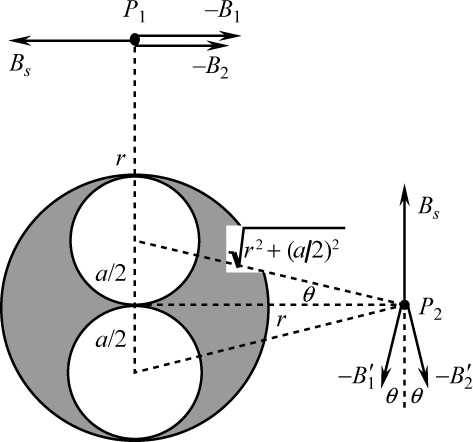 P₁
−B₁
Bₛ
−B₂
r
Bₛ
√r² + (a/2)²
a/2
θ
P₂
r
a/2
−B′₁
−B′₂
θ θ